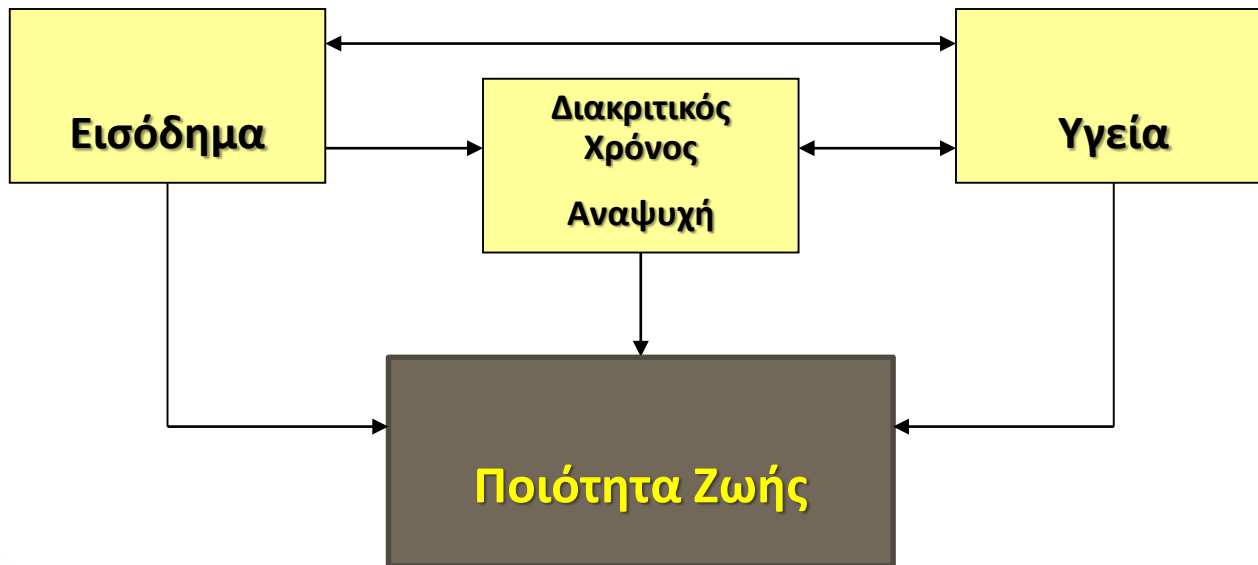 Εισόδημα
Διακριτικός
Χρόνος
Αναψυχή
Υγεία
Ποιότητα Ζωής